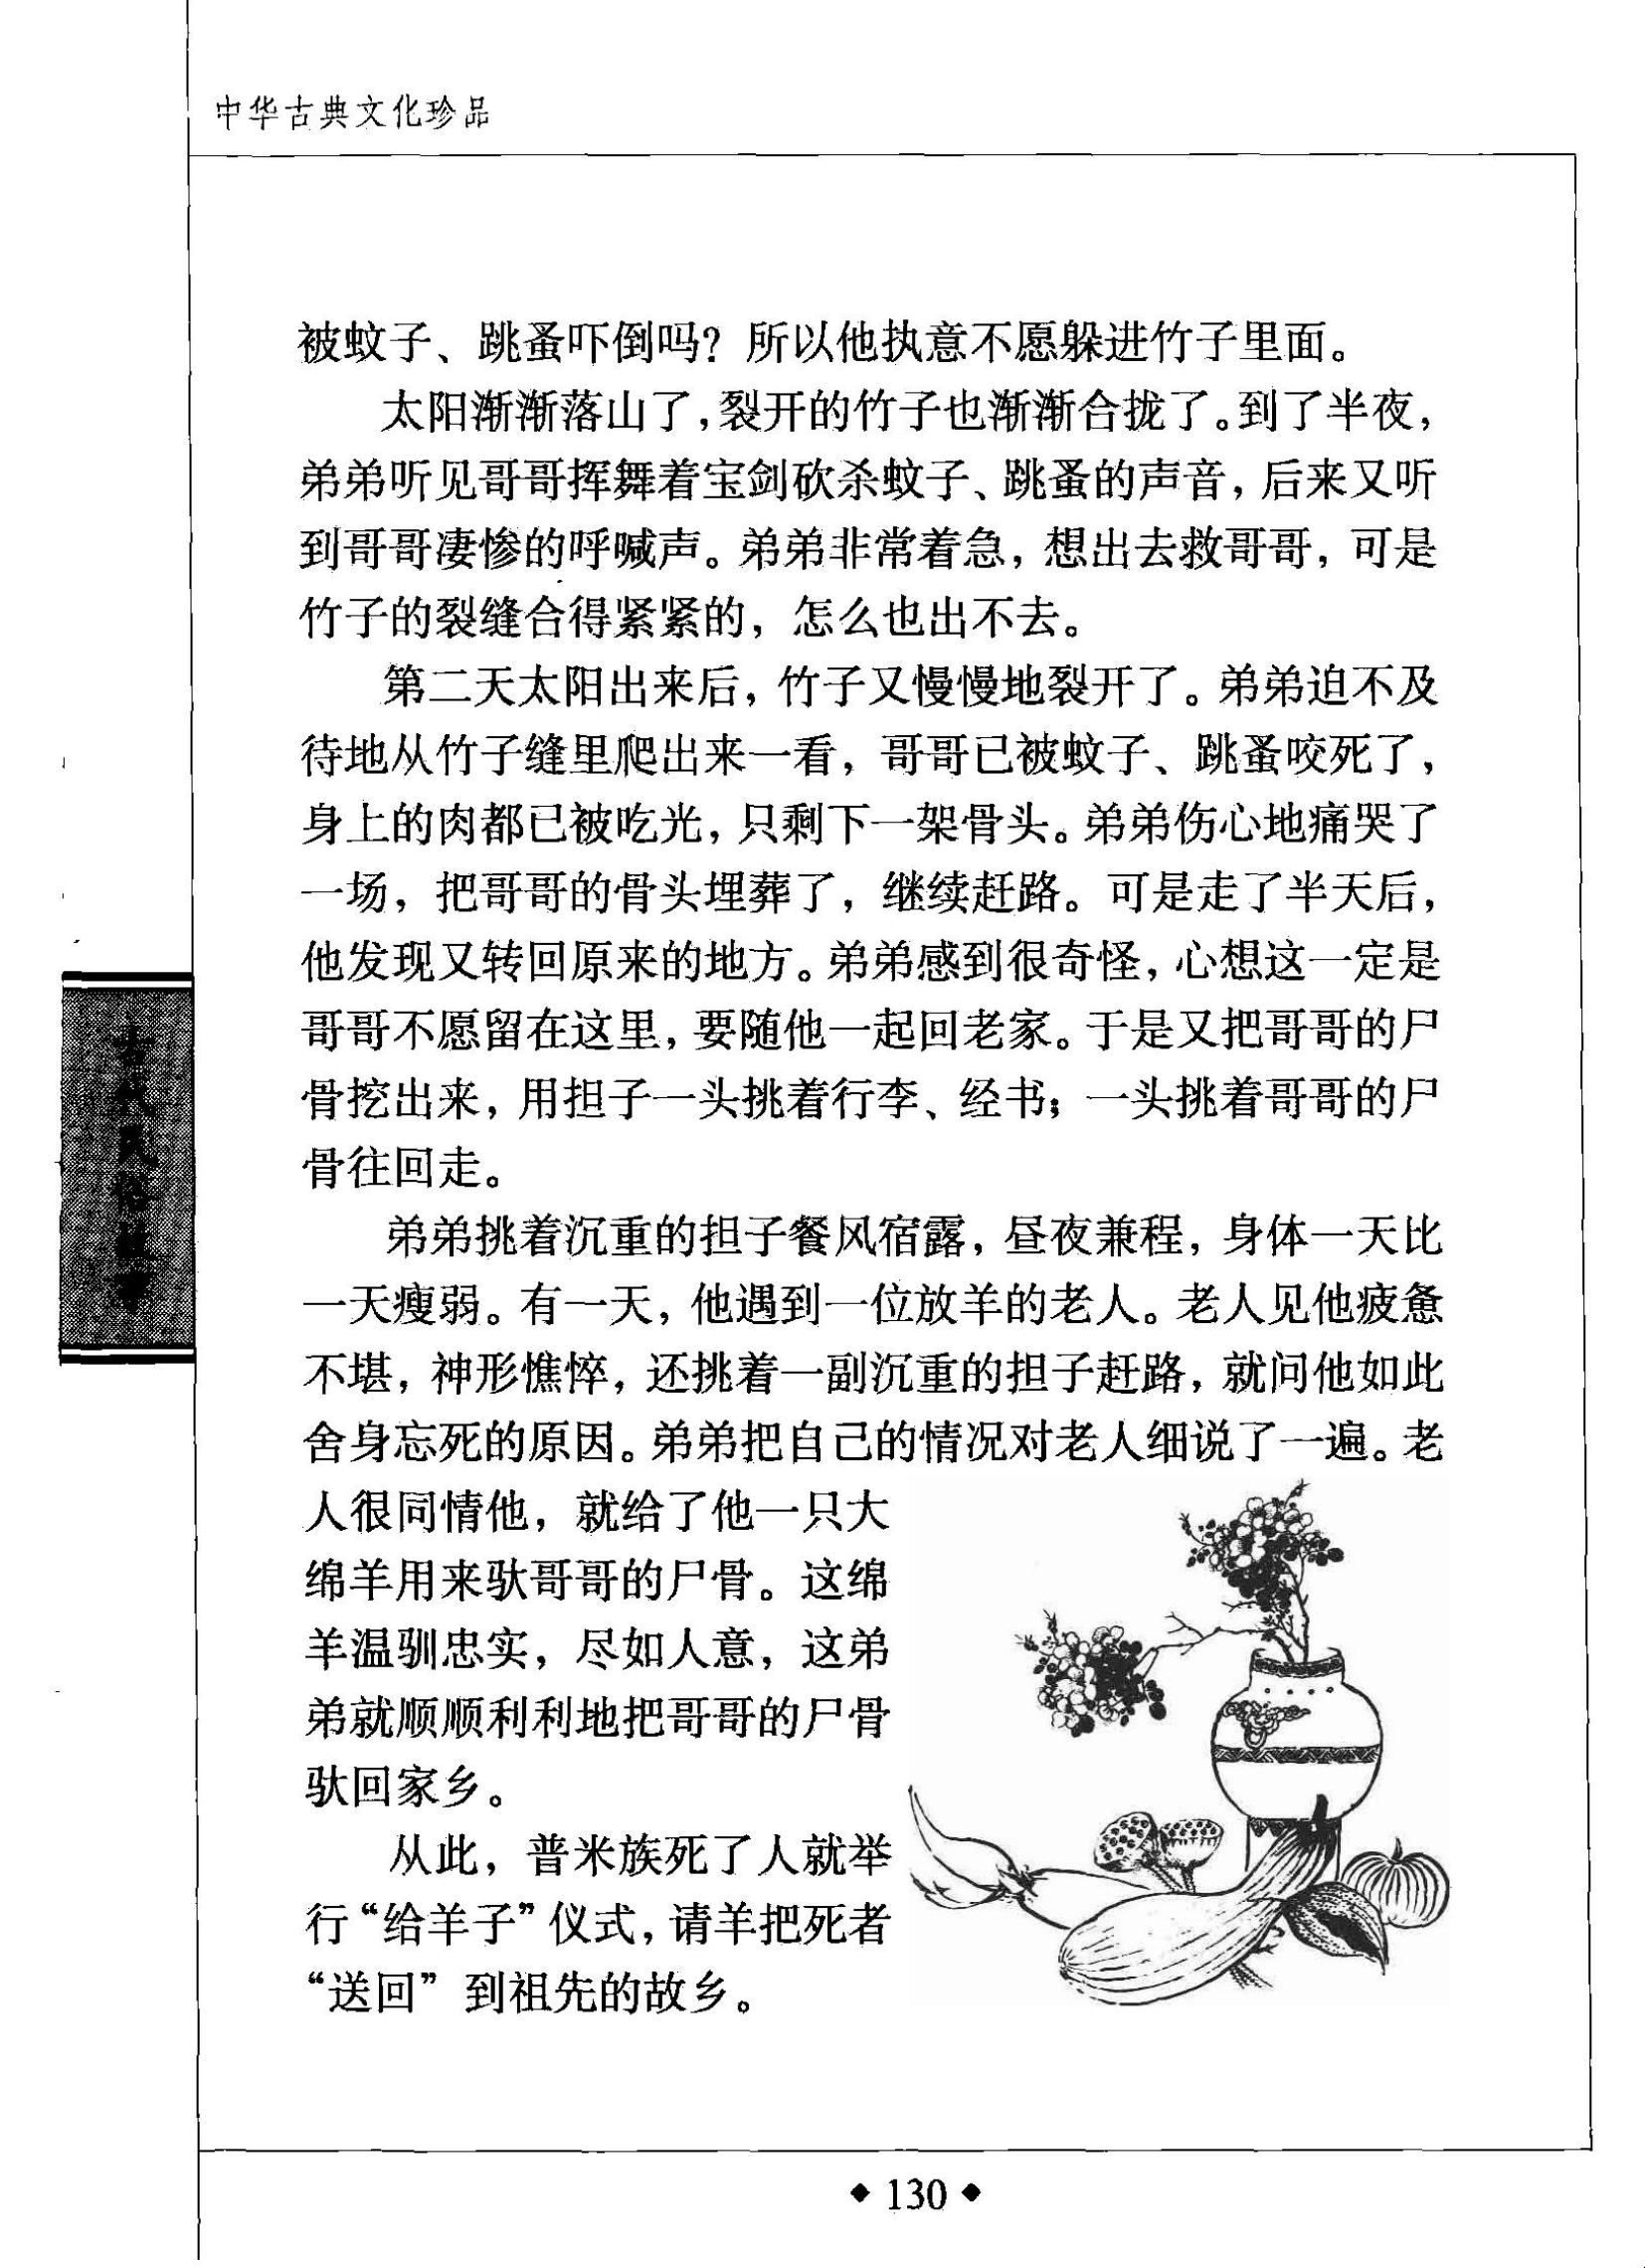 中华古典文化珍品
被蚊子、跳蚤吓倒吗？所以他执意不愿躲进竹子里面。
太阳渐渐落山了，裂开的竹子也渐渐合拢了。到了半夜，
弟弟听见哥哥挥舞着宝剑砍杀蚊子、跳蚤的声音，后来又听
到哥哥凄惨的呼喊声。弟弟非常着急，想出去救哥哥，可是
竹子的裂缝合得紧紧的，怎么也出不去。
第二天太阳出来后，竹子又慢慢地裂开了。弟弟迫不及
待地从竹子缝里爬出来一看，哥哥已被蚊子、跳蚤咬死了，
身上的肉都已被吃光，只剩下一架骨头。弟弟伤心地痛哭了
一场，把哥哥的骨头埋葬了，继续赶路。可是走了半天后，
他发现又转回原来的地方。弟弟感到很奇怪，心想这一定是
哥哥不愿留在这里，要随他一起回老家。于是又把哥哥的尸
骨挖出来，用担子一头挑着行李、经书；一头挑着哥哥的尸
骨往回走。
弟弟挑着沉重的担子餐风宿露，昼夜兼程，身体一天比
一天瘦弱。有一天，他遇到一位放羊的老人。老人见他疲惫
不堪，神形憔悴，还挑着一副沉重的担子赶路，就问他如此
舍身忘死的原因。弟弟把自己的情况对老人细说了一遍。老
人很同情他，就给了他一只大
绵羊用来驮哥哥的尸骨。这绵
羊温驯忠实，尽如人意，这弟
弟就顺顺利利地把哥哥的尸骨
驮回家乡。
从此，普米族死了人就举
行“给羊子”仪式，请羊把死者
“送回”到祖先的故乡。
◆130◆